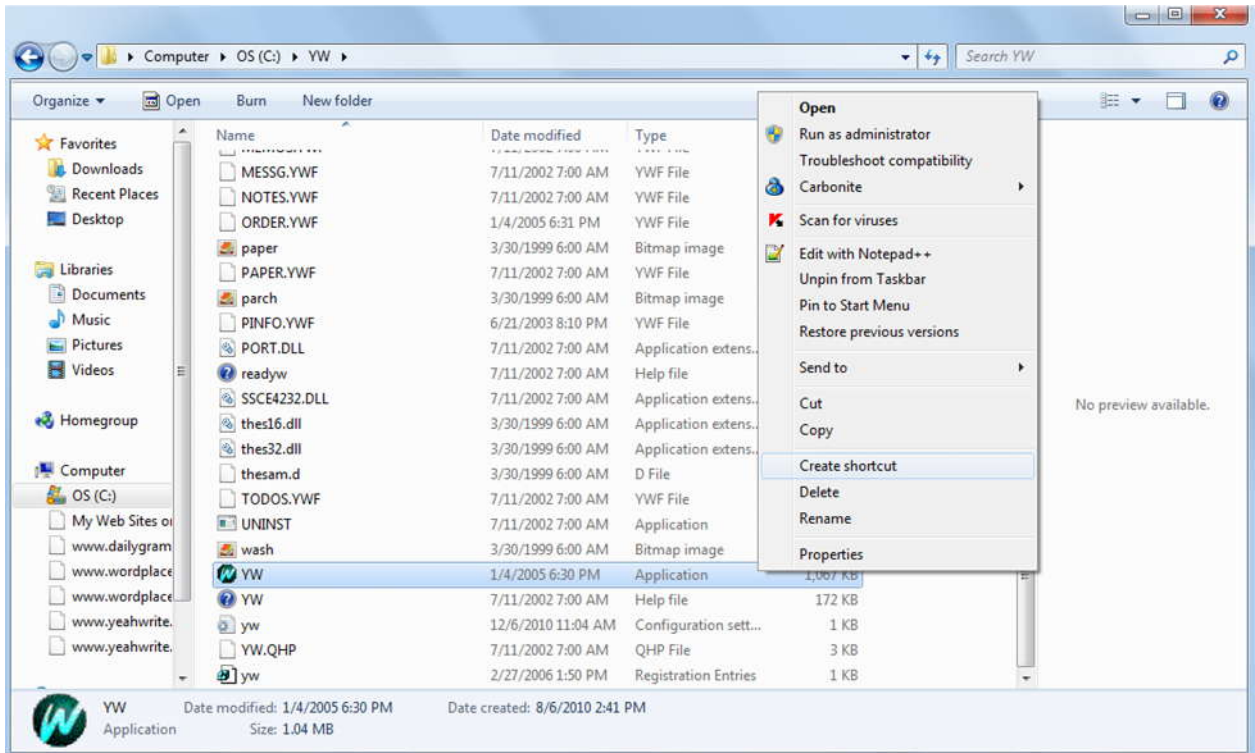 Computer OS (C:) YW
Search YW
Organize Open Burn New folder
Favorites
Downloads
Recent Places
Desktop
Libraries
Documents
Music
Pictures
Videos
Homegroup
Computer
OS (C:)
My Web Sites
www.dailygram
www.wordplace
www.wordplace
www.yeahwrite.
www.yeahwrite.
Name Date modified Type
MESSG.YWF 7/11/2002 7:00 AM YWF File
NOTES.YWF 7/11/2002 7:00 AM YWF File
ORDER.YWF 1/4/2005 6:31 PM YWF File
paper 3/30/1999 6:00 AM Bitmap image
PAPER.YWF 7/11/2002 7:00 AM YWF File
parch 3/30/1999 6:00 AM Bitmap image
PINFO.YWF 6/21/2003 8:10 PM YWF File
PORT.DLL 7/11/2002 7:00 AM Application extens...
readyw 7/11/2002 7:00 AM Help file
SSCE4232.DLL 7/11/2002 7:00 AM Application extens...
thes16.dll 3/30/1999 6:00 AM Application extens...
thes32.dll 3/30/1999 6:00 AM Application extens...
thesam.d 3/30/1999 6:00 AM D File
TODOS.YWF 7/11/2002 7:00 AM YWF File
UNINST 7/11/2002 7:00 AM Application
wash 3/30/1999 6:00 AM Bitmap image
YW 1/4/2005 6:30 PM Application 1,067 KB
YW 7/11/2002 7:00 AM Help file 172 KB
yw 12/6/2010 11:04 AM Configuration sett... 1 KB
YW.QHP 7/11/2002 7:00 AM QHP File 3 KB
yw 2/27/2006 1:50 PM Registration Entries 1 KB
Open
Run as administrator
Troubleshoot compatibility
Carbonite
Scan for viruses
Edit with Notepad++
Unpin from Taskbar
Pin to Start Menu
Restore previous versions
Send to
Cut
Copy
Create shortcut
Delete
Rename
Properties
No preview available.
YW Date modified: 1/4/2005 6:30 PM Date created: 8/6/2010 2:41 PM
Application Size: 1.04 MB